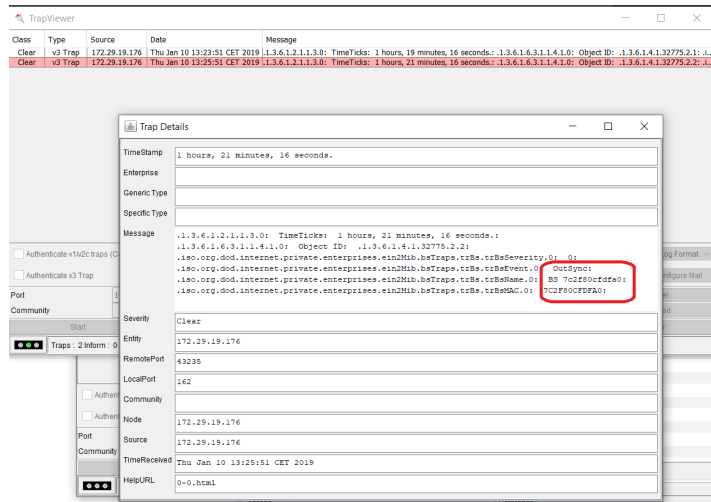 TrapViewer
Class Type Source Date Message
Clear v3 Trap 172.29.19.176 Thu Jan 10 13:23:51 CET 2019 .1.3.6.1.2.1.1.3.0: TimeTicks: 1 hours, 19 minutes, 16 seconds.: .1.3.6.1.6.3.1.1.4.1.0: Object ID: .1.3.6.1.4.1.32775.2.1: .i...
Clear v3 Trap 172.29.19.176 Thu Jan 10 13:25:51 CET 2019 .1.3.6.1.2.1.1.3.0: TimeTicks: 1 hours, 21 minutes, 16 seconds.: .1.3.6.1.6.3.1.1.4.1.0: Object ID: .1.3.6.1.4.1.32775.2.2: .i...
Trap Details
TimeStamp 1 hours, 21 minutes, 16 seconds.
Enterprise
Generic Type
Specific Type
Message .1.3.6.1.2.1.1.3.0: TimeTicks: 1 hours, 21 minutes, 16 seconds.:
.1.3.6.1.6.3.1.1.4.1.0: Object ID: .1.3.6.1.4.1.32775.2.2:
.iso.org.dod.internet.private.enterprises.ein2Mib.bsTraps.trBs.trBsSeverity.0: 0:
.iso.org.dod.internet.private.enterprises.ein2Mib.bsTraps.trBs.trBsEvent.0: OutSync:
.iso.org.dod.internet.private.enterprises.ein2Mib.bsTraps.trBs.trBsName.0: BS 7c2f80cfdfa0:
.iso.org.dod.internet.private.enterprises.ein2Mib.bsTraps.trBs.trBsMAC.0: 7C2F80CFDFA0:
Severity Clear
Entity 172.29.19.176
RemotePort 43235
LocalPort 162
Community
Node 172.29.19.176
Source 172.29.19.176
TimeReceived Thu Jan 10 13:25:51 CET 2019
HelpURL 0-0.html
Authenticate v1/v2c traps (C
og Format
Authenticate v3 Trap
nfigure Mail
Port 1
Community
Start
Traps : 2 Inform : 0
Authen
Authen
Port
Community